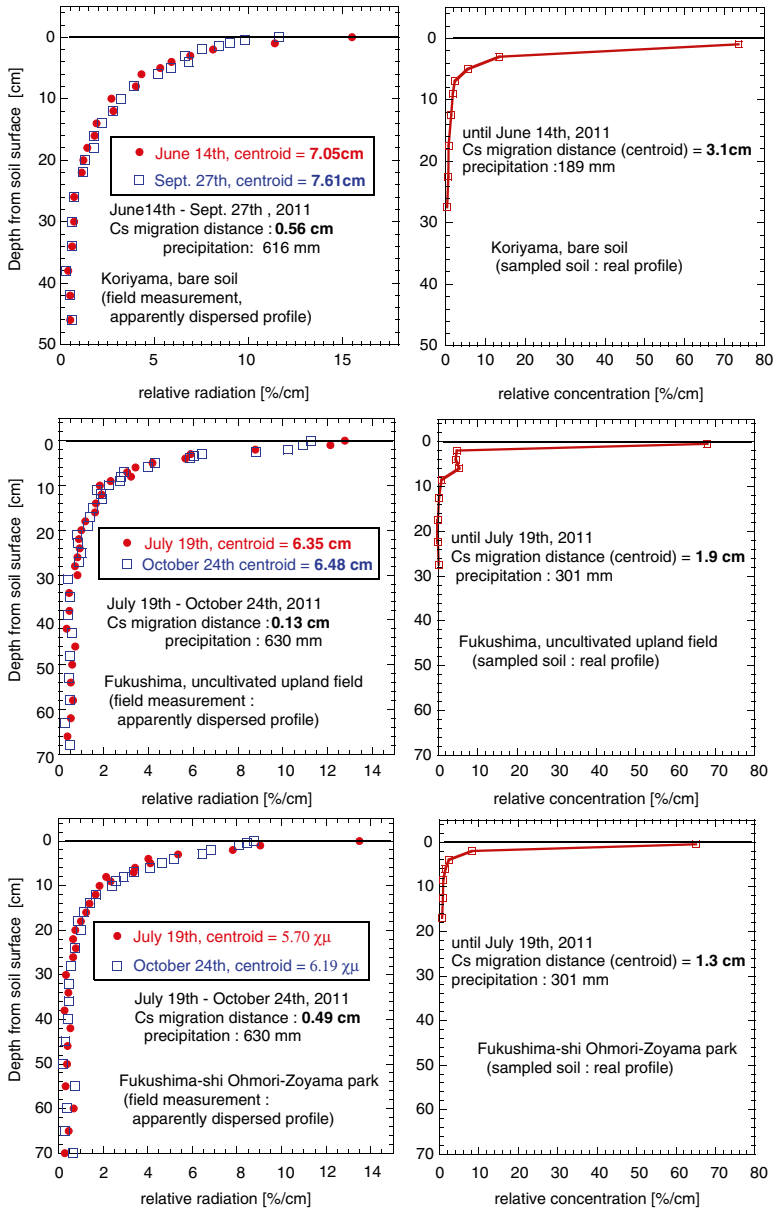 0
10
20
30
40
50
Depth from soil surface [cm]
June 14th, centroid = 7.05cm
Sept. 27th, centroid = 7.61cm
June14th - Sept. 27th , 2011
Cs migration distance : 0.56 cm
precipitation: 616 mm
Koriyama, bare soil
(field measurement,
apparently dispersed profile)
0 5 10 15
relative radiation [%/cm]
0
10
20
30
40
50
until June 14th, 2011
Cs migration distance (centroid) = 3.1cm
precipitation :189 mm
Koriyama, bare soil
(sampled soil : real profile)
0 10 20 30 40 50 60 70 80
relative concentration [%/cm]
0
10
20
30
40
50
60
70
Depth from soil surface [cm]
July 19th, centroid = 6.35 cm
October 24th centroid = 6.48 cm
July 19th - October 24th, 2011
Cs migration distance : 0.13 cm
precipitation : 630 mm
Fukushima, uncultivated upland field
(field measurement :
apparently dispersed profile)
0 2 4 6 8 10 12 14
relative radiation [%/cm]
0
10
20
30
40
50
60
70
until July 19th, 2011
Cs migration distance (centroid) = 1.9 cm
precipitation : 301 mm
Fukushima, uncultivated upland field
(sampled soil : real profile)
0 10 20 30 40 50 60 70 80
relative concentration [%/cm]
0
10
20
30
40
50
60
70
Depth from soil surface [cm]
July 19th, centroid = 5.70 χμ
October 24th, centroid = 6.19 χμ
July 19th - October 24th, 2011
Cs migration distance : 0.49 cm
precipitation : 630 mm
Fukushima-shi Ohmori-Zoyama park
(field measurement :
apparently dispersed profile)
0 2 4 6 8 10 12 14
relative radiation [%/cm]
0
10
20
30
40
50
60
70
until July 19th, 2011
Cs migration distance (centroid) = 1.3 cm
precipitation : 301 mm
Fukushima-shi Ohmori-Zoyama park
(sampled soil : real profile)
0 10 20 30 40 50 60 70 80
relative concentration [%/cm]